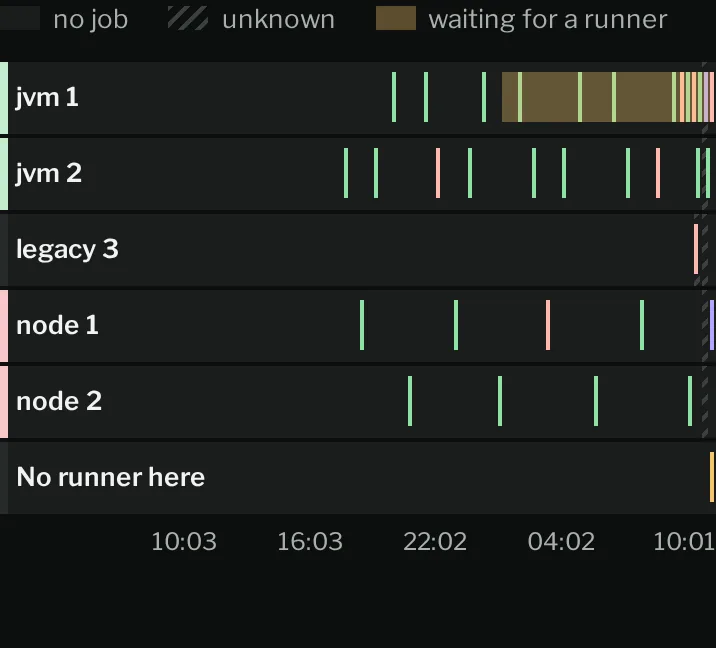 no job unknown waiting for a runner
jvm 1
jvm 2
legacy 3
node 1
node 2
No runner here
10:03 16:03 22:02 04:02 10:01